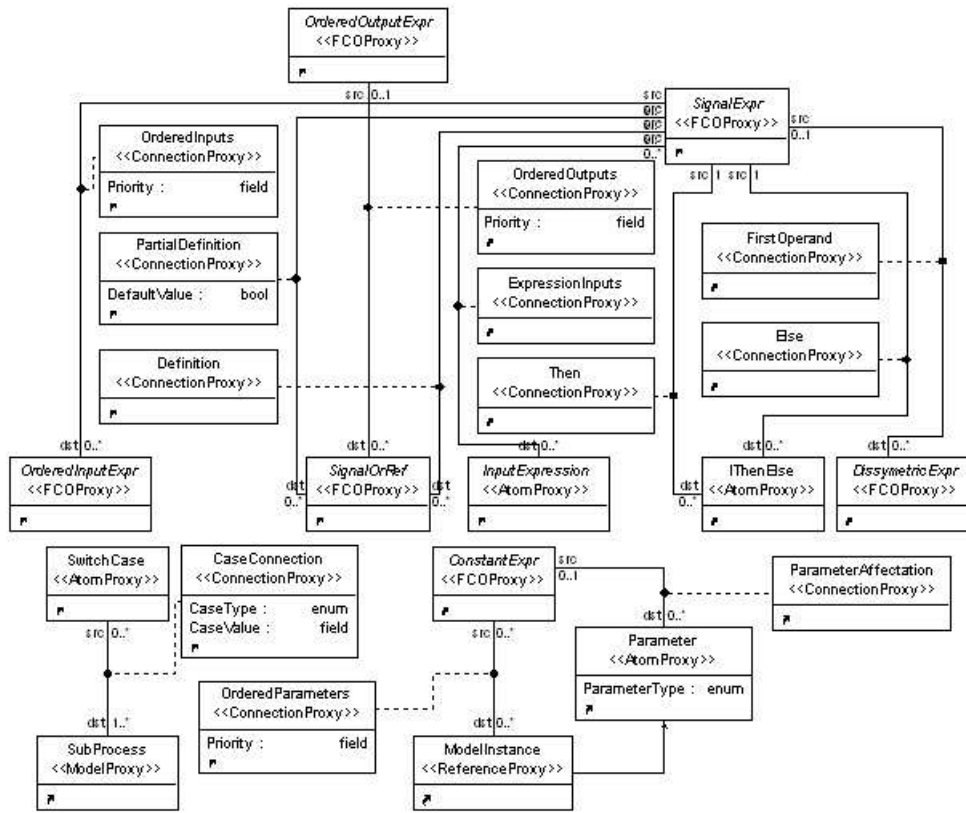 OrderedOutputExpr
<<FCOProxy>>
src 0..1
src
src
src
src
0..*
SignalExpr
<<FCOProxy>>
src
0..1
src 1 src 1
OrderedInputs
<<ConnectionProxy>>
Priority : field
OrderedOutputs
<<ConnectionProxy>>
Priority : field
PartialDefinition
<<ConnectionProxy>>
DefaultValue : bool
FirstOperand
<<ConnectionProxy>>
ExpressionInputs
<<ConnectionProxy>>
Definition
<<ConnectionProxy>>
Else
<<ConnectionProxy>>
Then
<<ConnectionProxy>>
dst 0..*
dst 0..*
dst 0..*
dst 0..*
dst 0..*
OrderedInputExpr
<<FCOProxy>>
dst
0..*
SignalOrRef
<<FCOProxy>>
dst
0..*
InputExpression
<<AtomProxy>>
dst
0..*
IThenElse
<<AtomProxy>>
DissymetricExpr
<<FCOProxy>>
SwitchCase
<<AtomProxy>>
src 0..*
CaseConnection
<<ConnectionProxy>>
CaseType : enum
CaseValue : field
ConstantExpr
<<FCOProxy>>
src
0..1
src 0..*
ParameterAffectation
<<ConnectionProxy>>
dst 0..*
Parameter
<<AtomProxy>>
ParameterType : enum
OrderedParameters
<<ConnectionProxy>>
Priority : field
dst 1..*
SubProcess
<<ModelProxy>>
dst 0..*
ModelInstance
<<ReferenceProxy>>